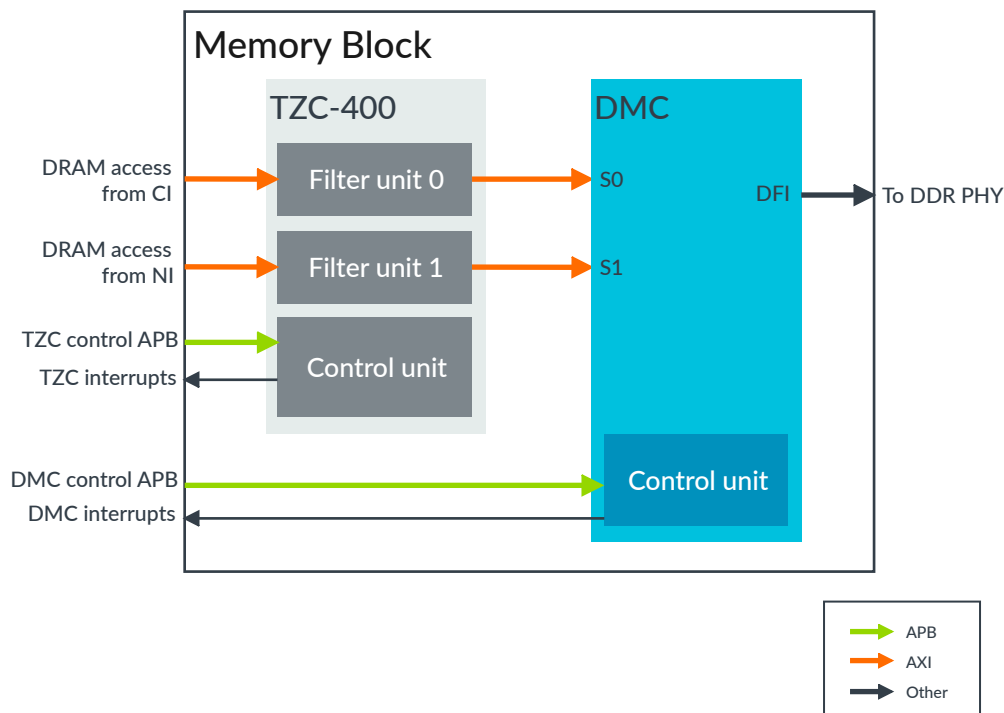 Memory Block
TZC-400
DMC
DRAM access
from CI
Filter unit 0
S0
DFI
To DDR PHY
DRAM access
from NI
Filter unit 1
S1
TZC control APB
Control unit
TZC interrupts
DMC control APB
Control unit
DMC interrupts
APB
AXI
Other